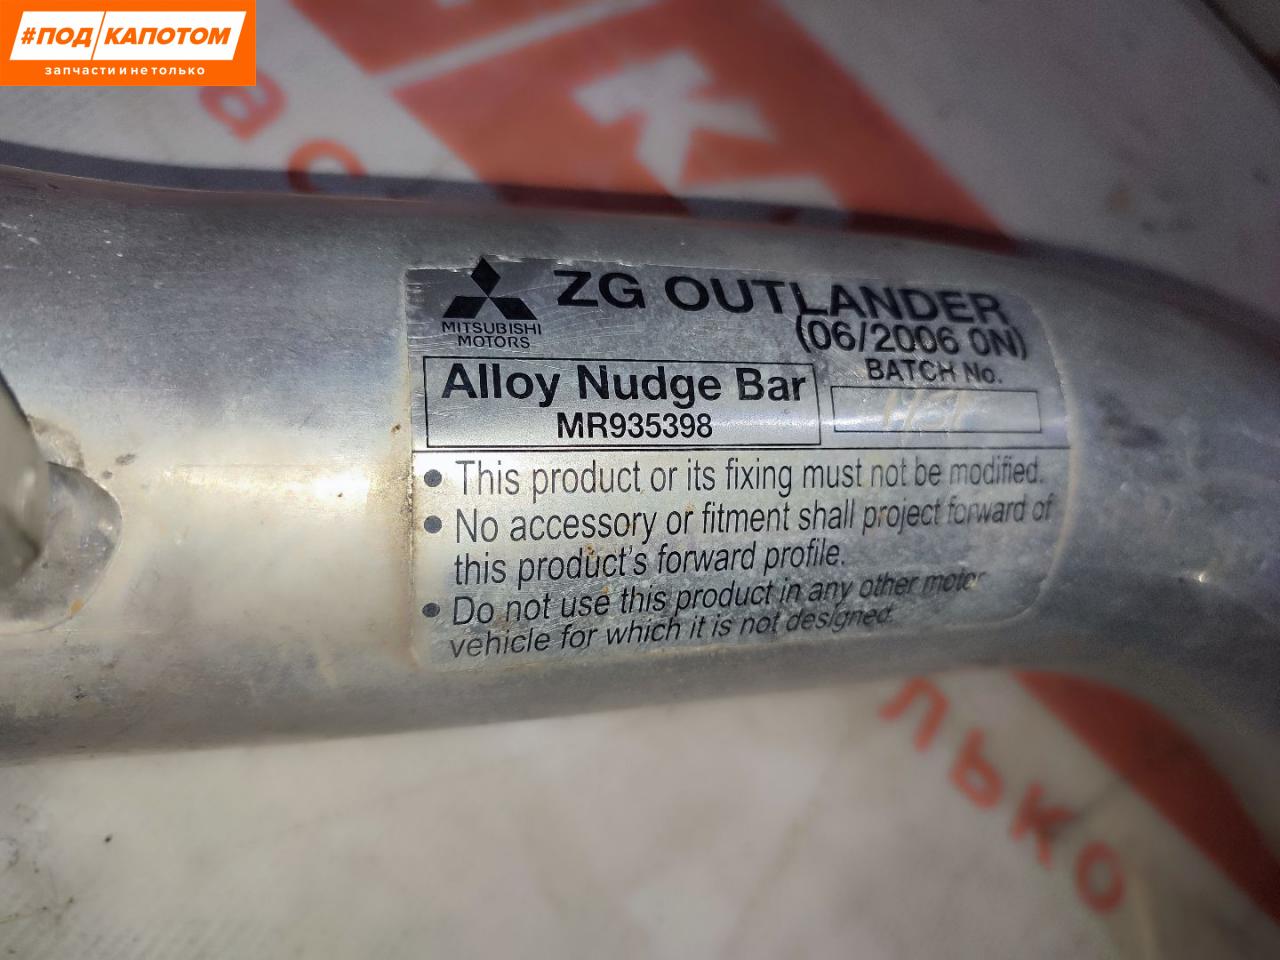 #ПОД КАПОТОМ
запчасти и не только
MITSUBISHI
MOTORS
ZG OUTLANDER
(06/2006 ON)
Alloy Nudge Bar
MR935398
BATCH No.
• This product or its fixing must not be modified.
• No accessory or fitment shall project forward of
this product's forward profile.
• Do not use this product in any other motor
vehicle for which it is not designed.